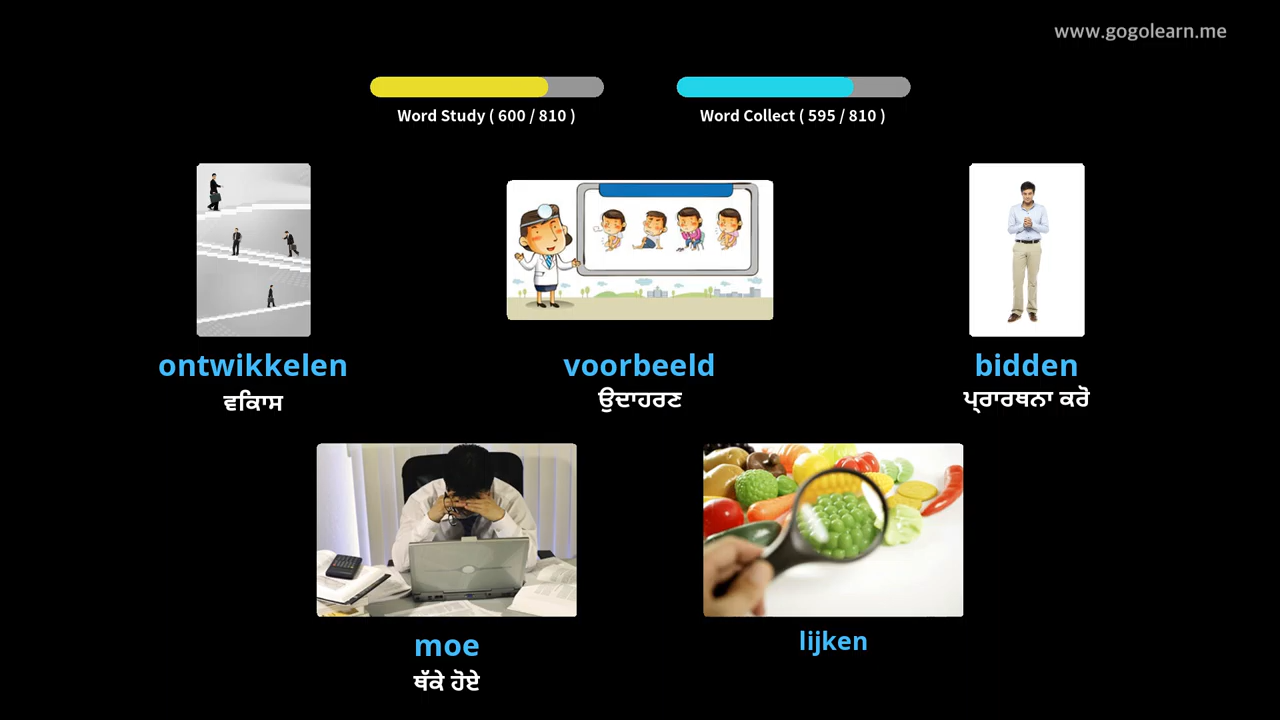 www.gogolearn.me
Word Study ( 600 / 810 )
Word Collect ( 595 / 810 )
ontwikkelen
ਵਿਕਾਸ
voorbeeld
ਉਦਾਹਰਣ
bidden
ਪ੍ਰਾਰਥਨਾ ਕਰੋ
moe
ਥੱਕੇ ਹੋਏ
lijken